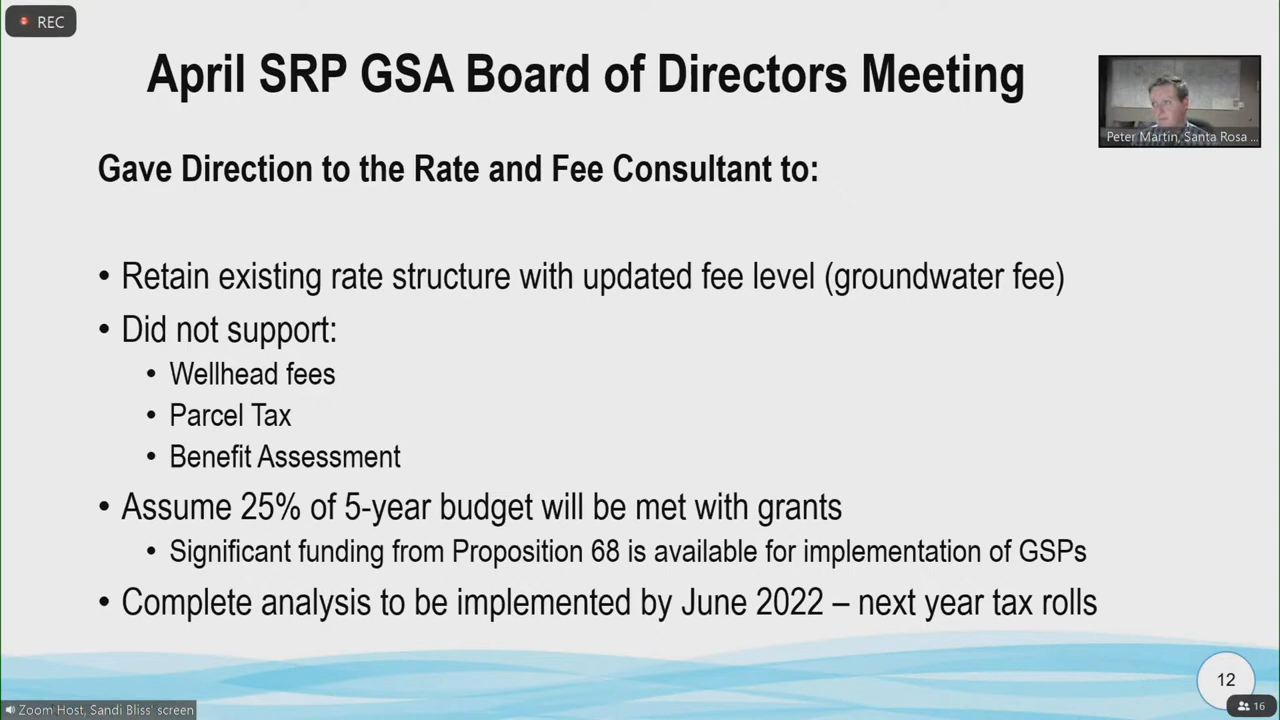 REC
April SRP GSA Board of Directors Meeting
Peter Martin, Santa Rosa ...
Gave Direction to the Rate and Fee Consultant to:
• Retain existing rate structure with updated fee level (groundwater fee)
• Did not support:
• Wellhead fees
• Parcel Tax
• Benefit Assessment
• Assume 25% of 5-year budget will be met with grants
• Significant funding from Proposition 68 is available for implementation of GSPs
• Complete analysis to be implemented by June 2022 – next year tax rolls
12
Zoom Host, Sandi Bliss' screen
16